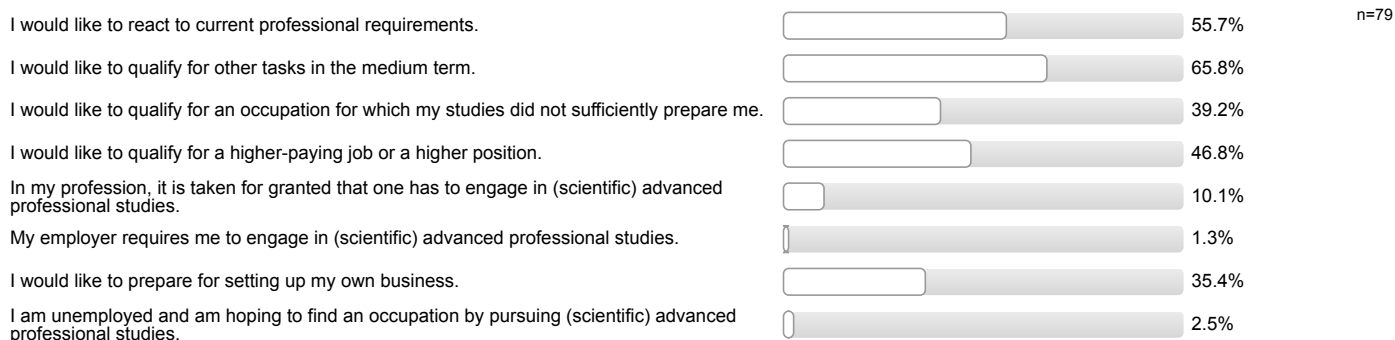 I would like to react to current professional requirements. 55.7% n=79
I would like to qualify for other tasks in the medium term. 65.8%
I would like to qualify for an occupation for which my studies did not sufficiently prepare me. 39.2%
I would like to qualify for a higher-paying job or a higher position. 46.8%
In my profession, it is taken for granted that one has to engage in (scientific) advanced
professional studies. 10.1%
My employer requires me to engage in (scientific) advanced professional studies. 1.3%
I would like to prepare for setting up my own business. 35.4%
I am unemployed and am hoping to find an occupation by pursuing (scientific) advanced
professional studies. 2.5%